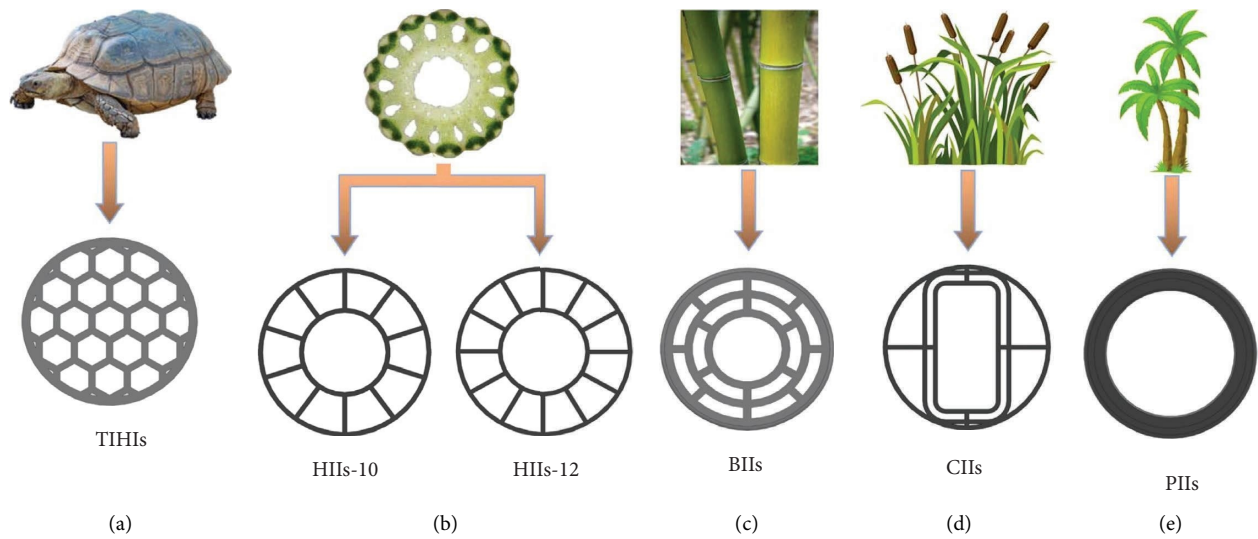 TIHIs
HIIs-10
HIIs-12
BIIs
CIIs
PIIs
(a)
(b)
(c)
(d)
(e)